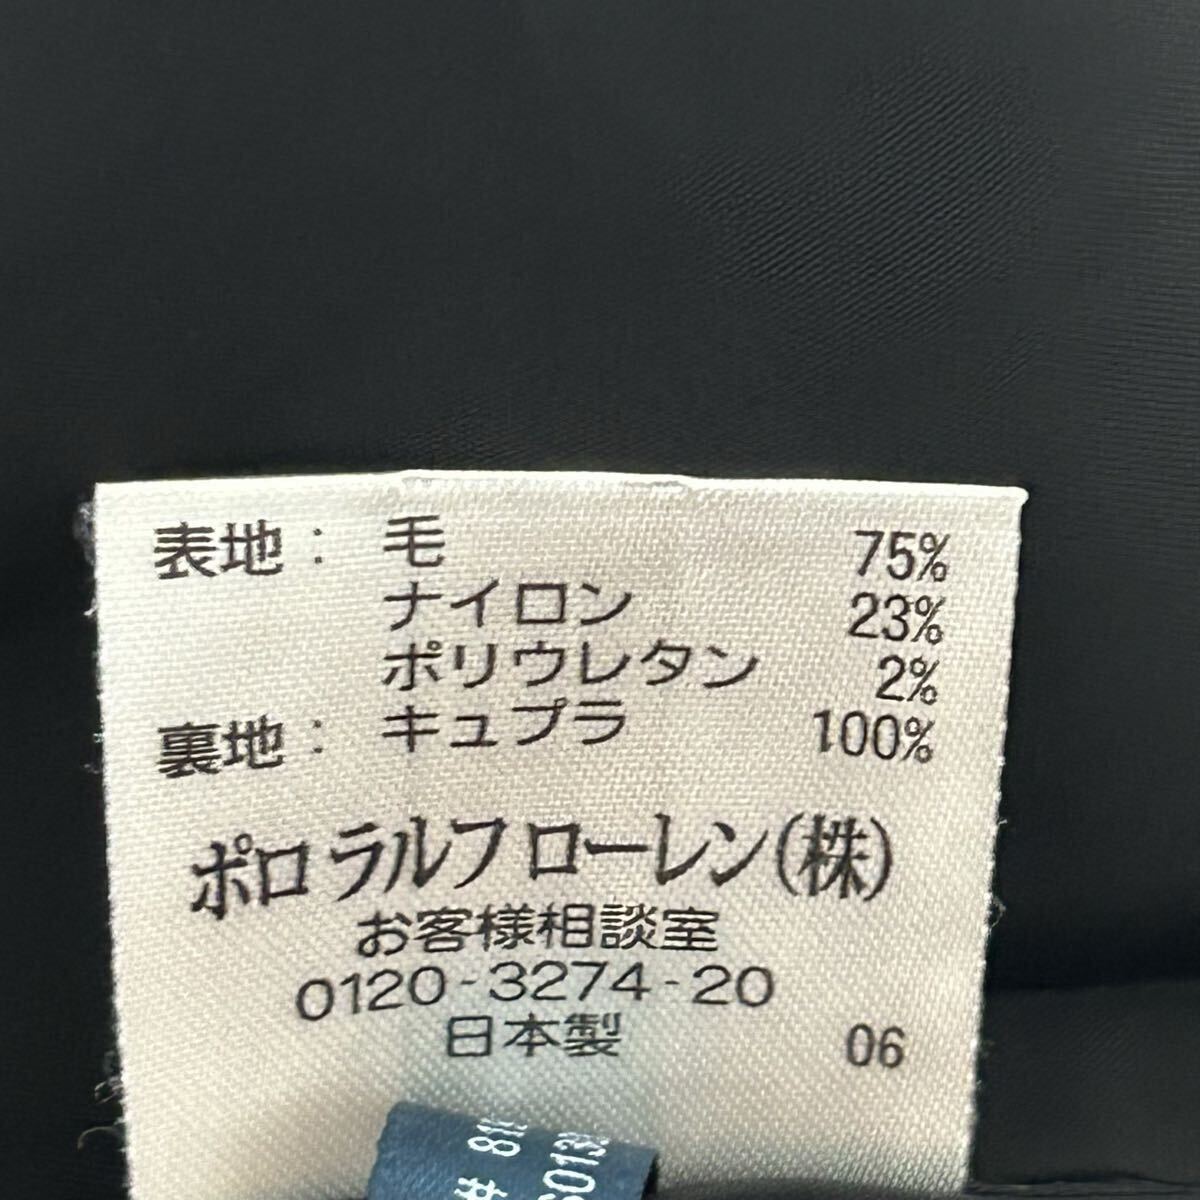 表地: 毛 75%
ナイロン 23%
ポリウレタン 2%
裏地: キュプラ 100%
ポロ ラルフ ローレン(株)
お客様相談室
0120-3274-20
日本製 06